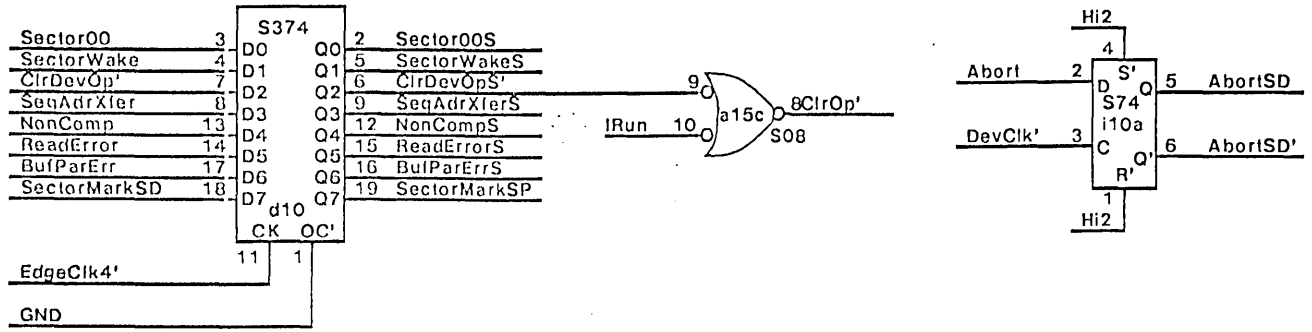 S374
Sector00 3 D0 Q0 2 Sector00S
SectorWake 4 D1 Q1 5 SectorWakeS
ClrDevOp' 7 D2 Q2 6 ClrDevOpS'
SeqAdrXfer 8 D3 Q3 9 SeqAdrXferS
NonComp 13 D4 Q4 12 NonCompS
ReadError 14 D5 Q5 15 ReadErrorS
BufParErr 17 D6 Q6 16 BufParErrS
SectorMarkSD 18 D7 Q7 19 SectorMarkSP
d10
CK OC'
11 1
EdgeClk4'
GND
9
IRun 10 a15c 8 ClrOp'
S08
Hi2
4
Abort 2 D S' Q 5 AbortSD
S74
i10a
DevClk' 3 C Q' 6 AbortSD'
R'
1
Hi2